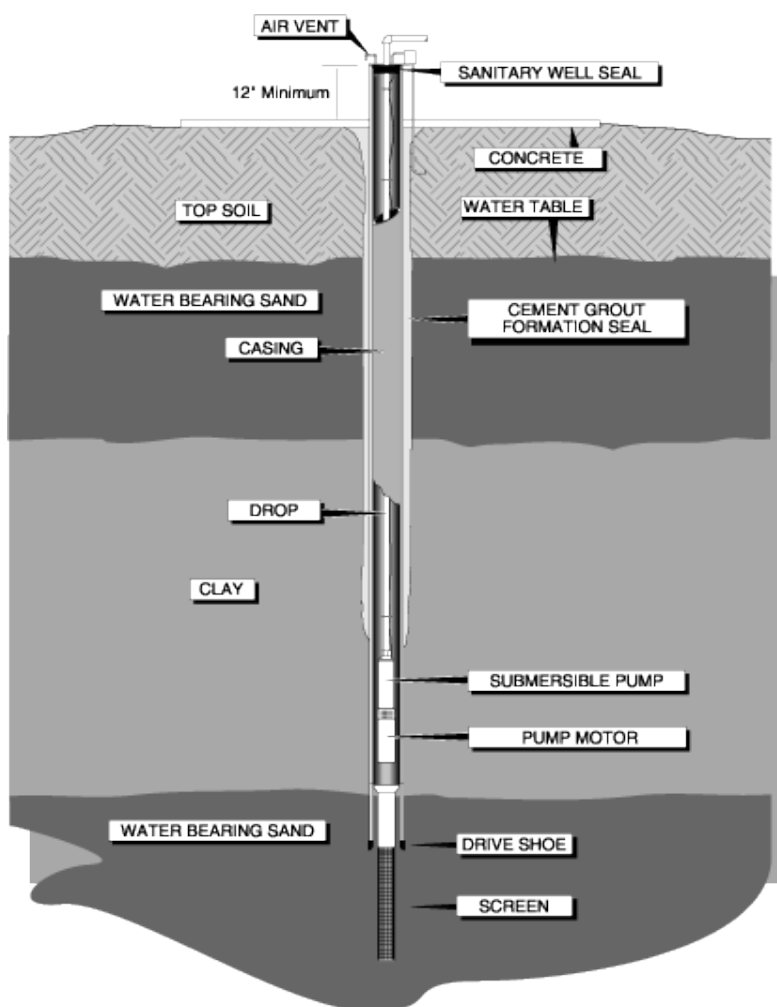 AIR VENT
SANITARY WELL SEAL
12" Minimum
CONCRETE
TOP SOIL
WATER TABLE
WATER BEARING SAND
CEMENT GROUT
FORMATION SEAL
CASING
DROP
CLAY
SUBMERSIBLE PUMP
PUMP MOTOR
WATER BEARING SAND
DRIVE SHOE
SCREEN